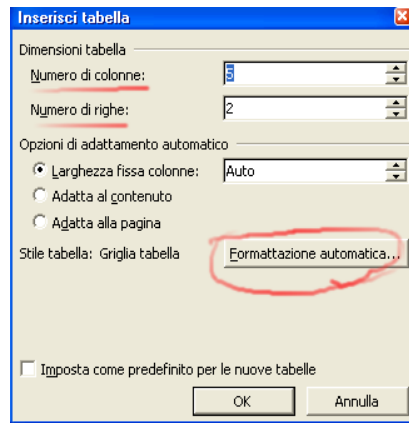 Inserisci tabella
Dimensioni tabella
Numero di colonne: 5
Numero di righe: 2
Opzioni di adattamento automatico
Larghezza fissa colonne: Auto
Adatta al contenuto
Adatta alla pagina
Stile tabella: Griglia tabella Formattazione automatica...
Imposta come predefinito per le nuove tabelle
OK Annulla